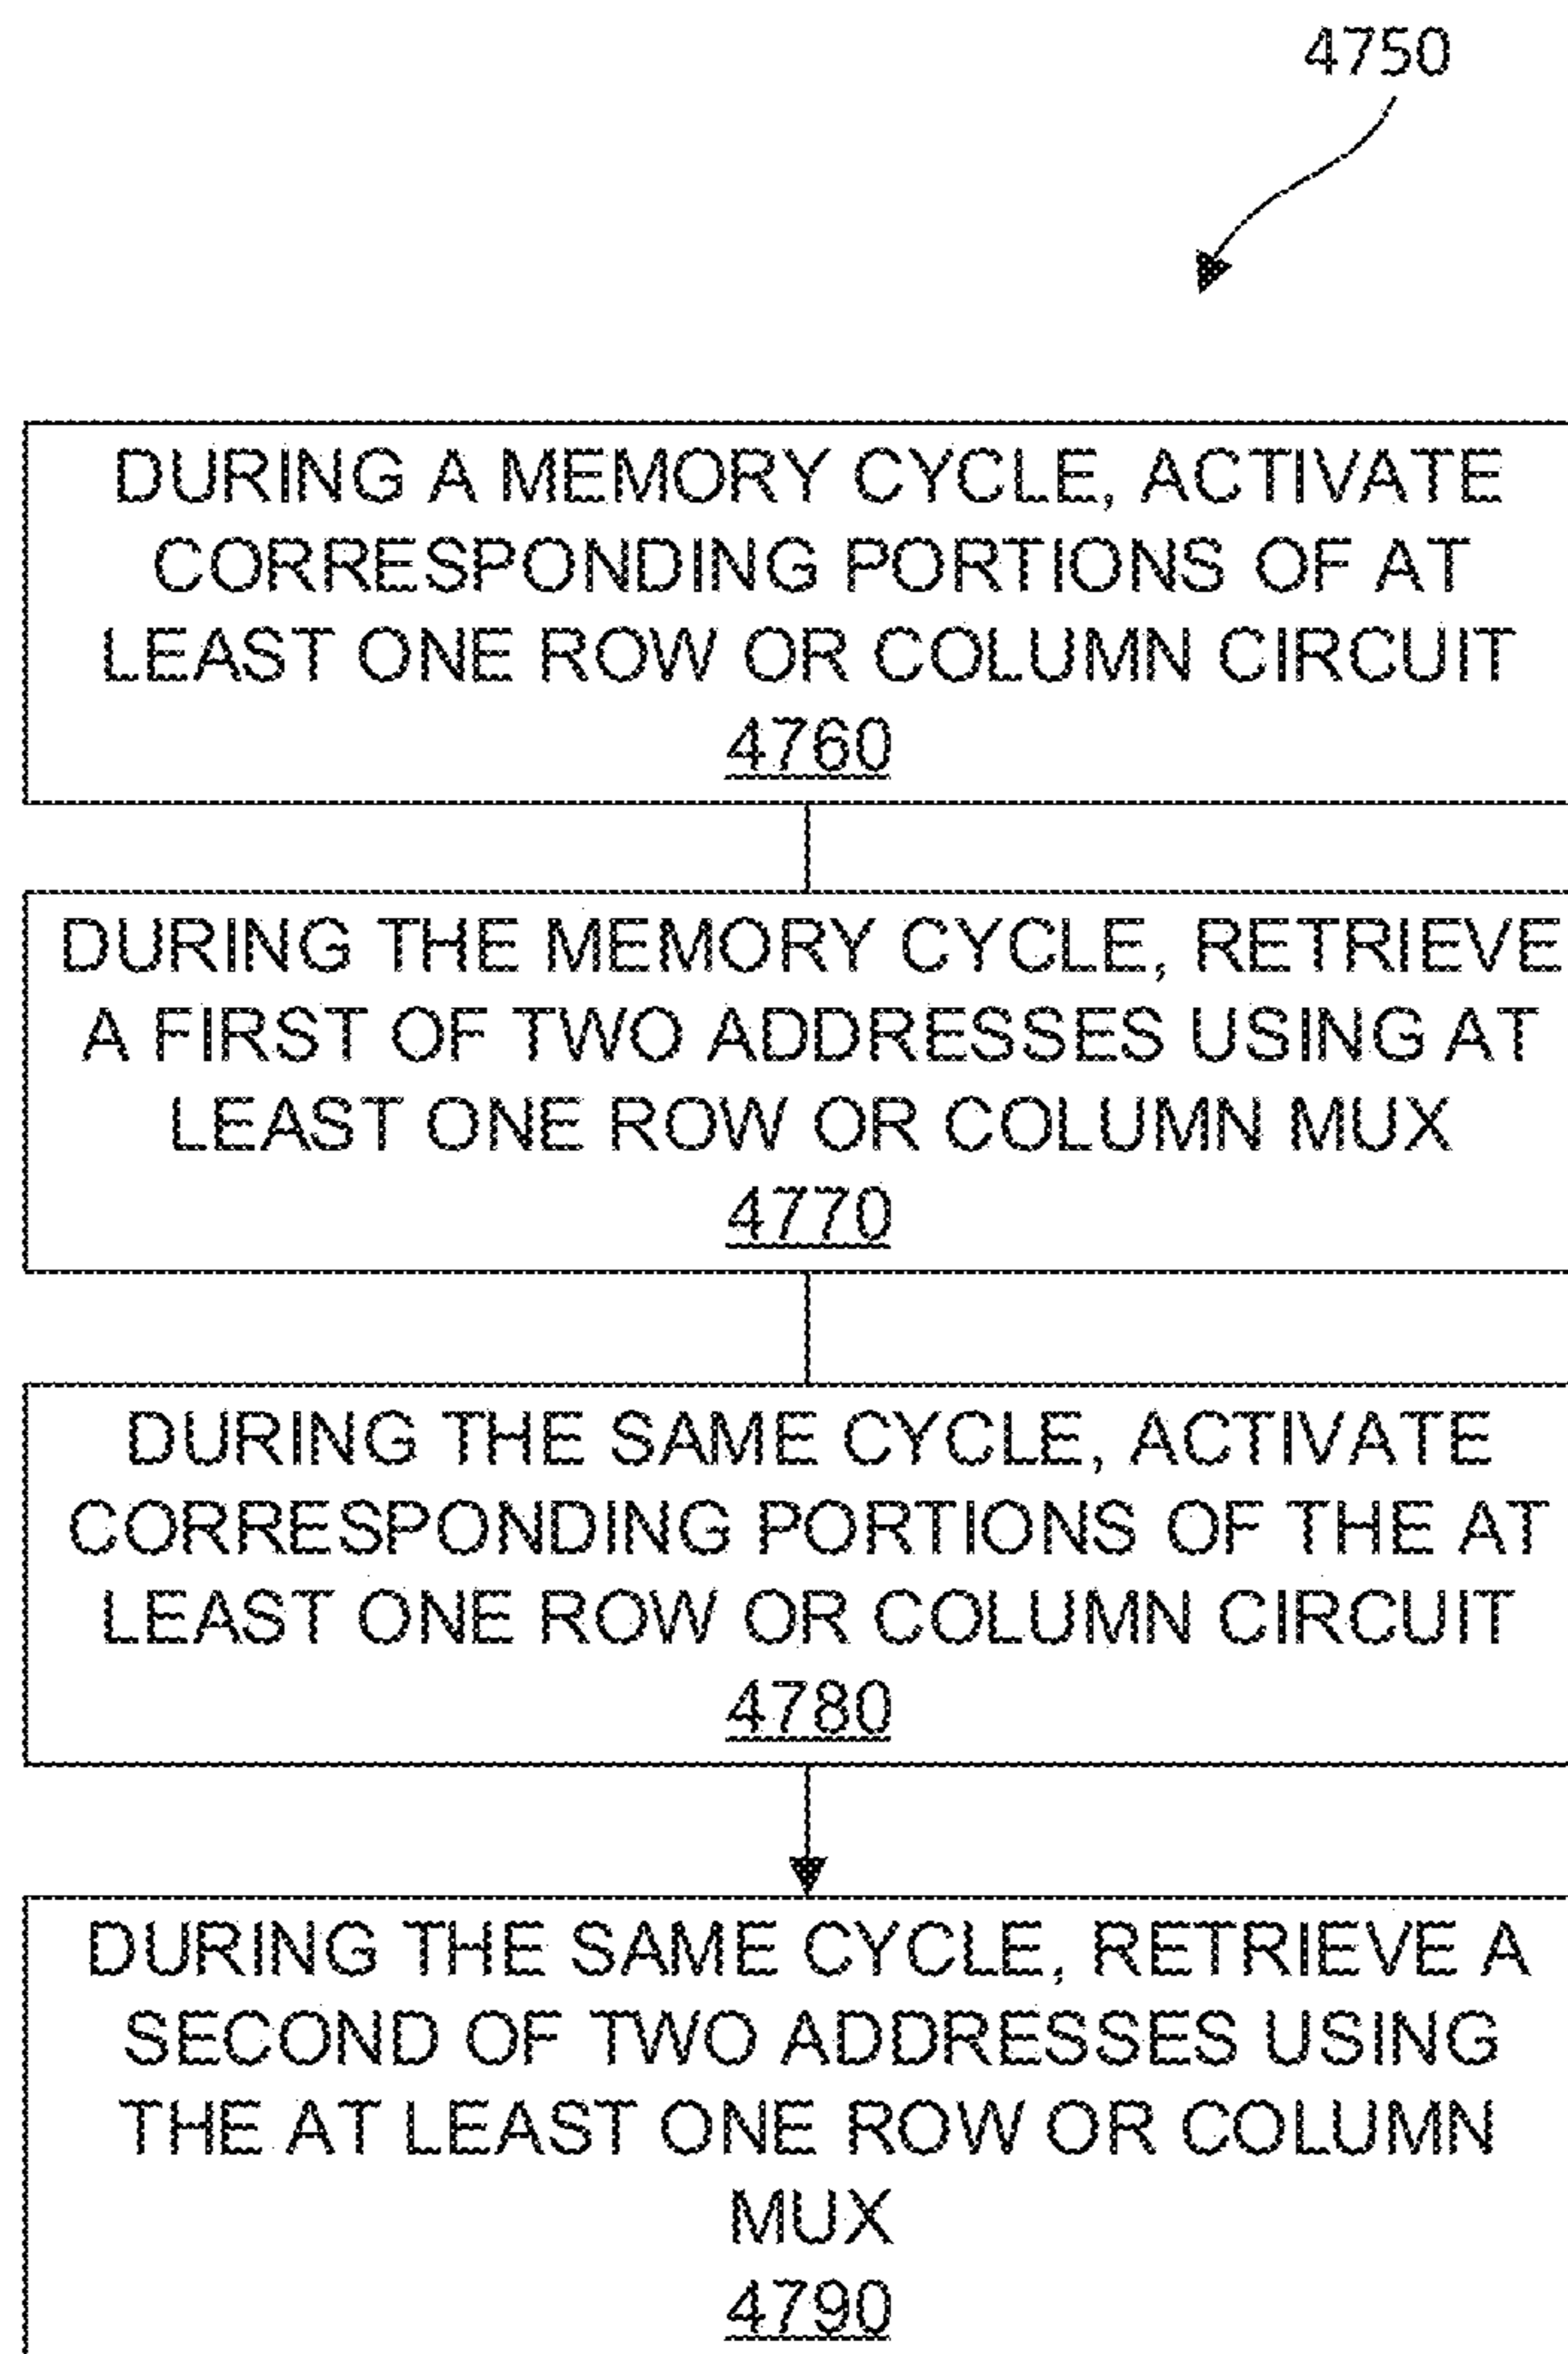 4750
DURING A MEMORY CYCLE, ACTIVATE
CORRESPONDING PORTIONS OF AT
LEAST ONE ROW OR COLUMN CIRCUIT
4760
DURING THE MEMORY CYCLE, RETRIEVE
A FIRST OF TWO ADDRESSES USING AT
LEAST ONE ROW OR COLUMN MUX
4770
DURING THE SAME CYCLE, ACTIVATE
CORRESPONDING PORTIONS OF THE AT
LEAST ONE ROW OR COLUMN CIRCUIT
4780
DURING THE SAME CYCLE, RETRIEVE A
SECOND OF TWO ADDRESSES USING
THE AT LEAST ONE ROW OR COLUMN
MUX
4790